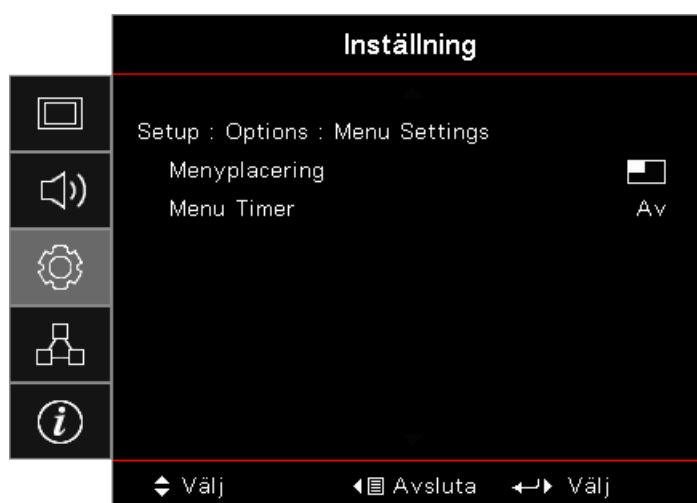 Inställning
Setup : Options : Menu Settings
Menyplacering
Menu Timer Av
Välj Avsluta Välj